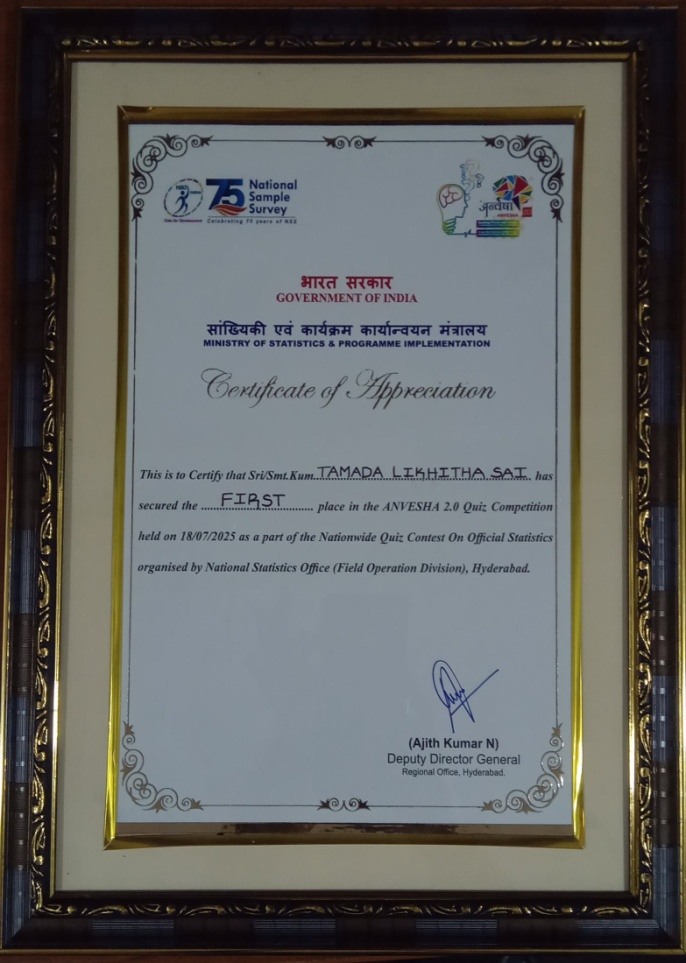 75 National
Sample
Survey
Celebrating 75 years of NSS
अन्वेषा
भारत सरकार
GOVERNMENT OF INDIA
सांख्यिकी एवं कार्यक्रम कार्यान्वयन मंत्रालय
MINISTRY OF STATISTICS & PROGRAMME IMPLEMENTATION
Certificate of Appreciation
This is to Certify that Sri/Smt.Kum. TAMADA LIKHITHA SAI has
secured the FIRST place in the ANVESHA 2.0 Quiz Competition
held on 18/07/2025 as a part of the Nationwide Quiz Contest On Official Statistics
organised by National Statistics Office (Field Operation Division), Hyderabad.
(Ajith Kumar N)
Deputy Director General
Regional Office, Hyderabad.